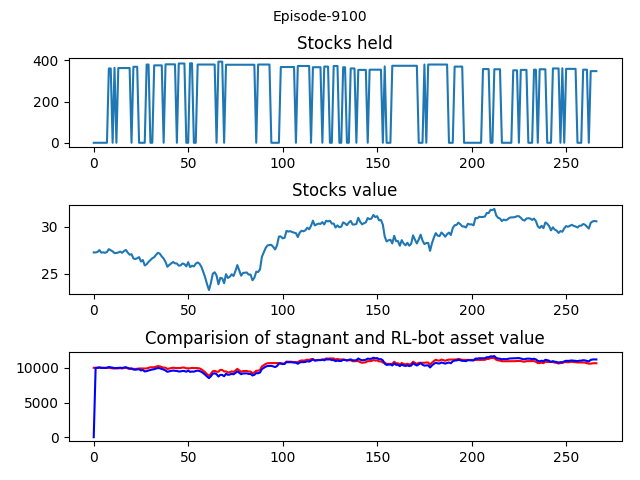 Episode-9100
Stocks held
400
200
0
0 50 100 150 200 250
Stocks value
30
25
0 50 100 150 200 250
Comparision of stagnant and RL-bot asset value
10000
5000
0
0 50 100 150 200 250